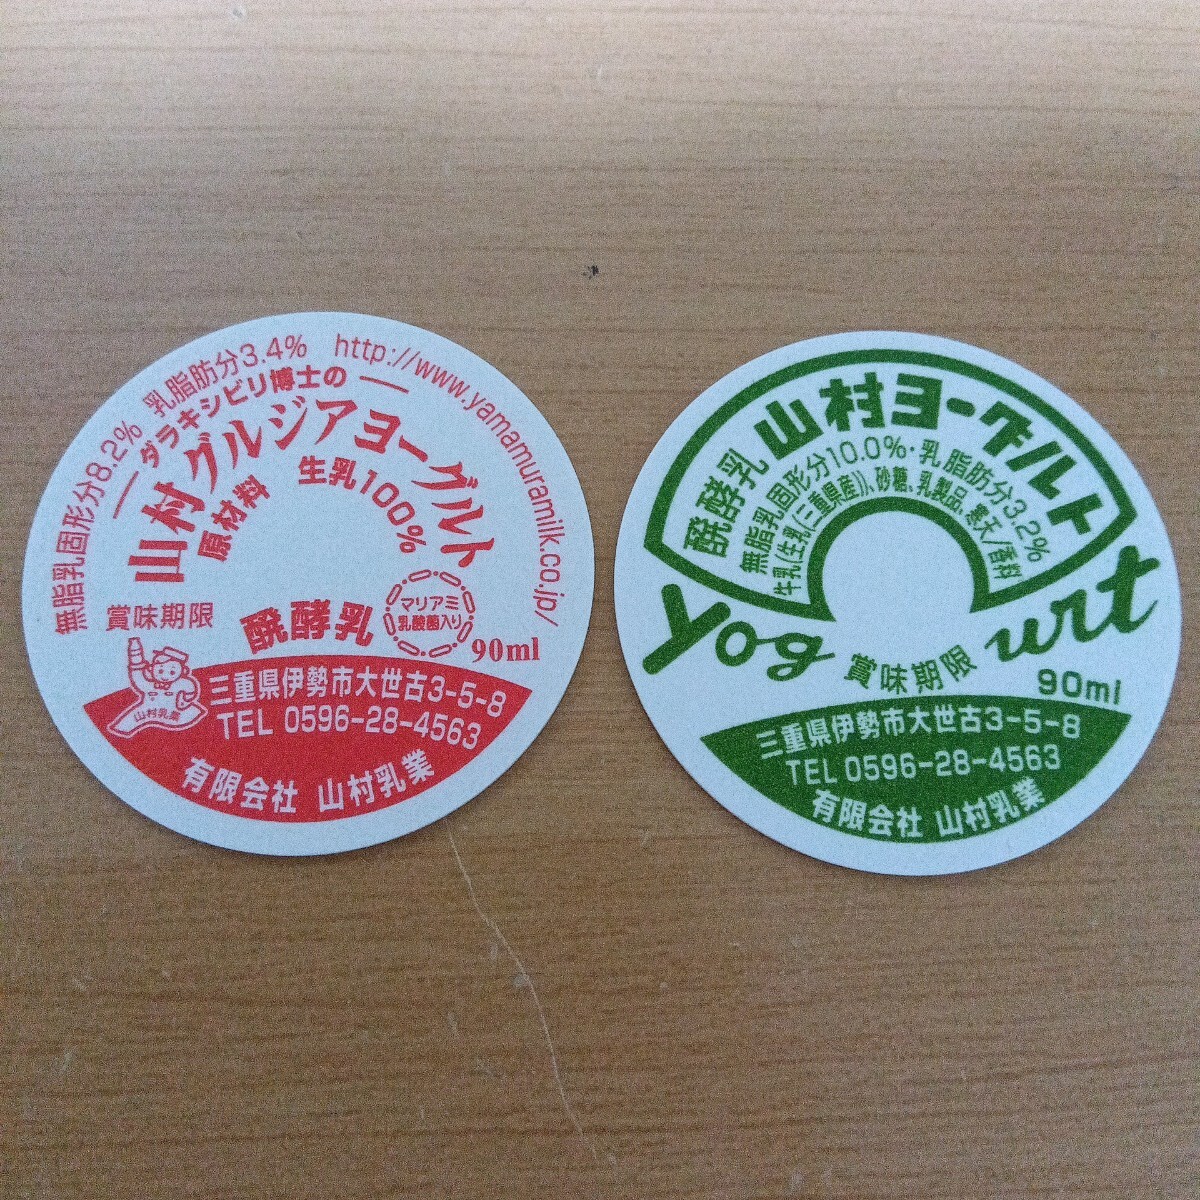 無脂乳固形分8.2% 乳脂肪分3.4% http://www.yamamuramilk.co.jp/
ダラキシビリ博士の
山村グルジアヨーグルト
原材料 生乳100%
賞味期限
醗酵乳
マリアミ
乳酸菌入り
90ml
山村乳業
三重県伊勢市大世古3-5-8
TEL 0596-28-4563
有限会社 山村乳業
醗酵乳 山村ヨーグルト
無脂乳固形分10.0%・乳脂肪分3.2%
牛乳(生乳(三重県産))、砂糖、乳製品、寒天/香料
Yogurt
賞味期限
90ml
三重県伊勢市大世古3-5-8
TEL 0596-28-4563
有限会社 山村乳業